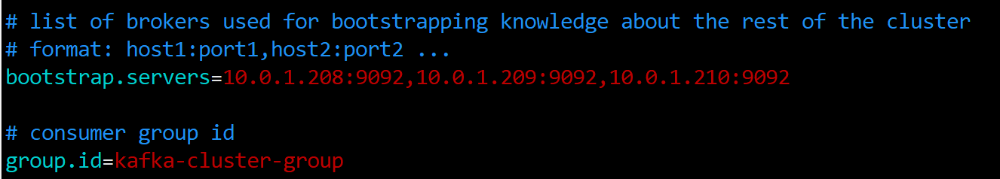 # list of brokers used for bootstrapping knowledge about the rest of the cluster
# format: host1:port1,host2:port2 ...
bootstrap.servers=10.0.1.208:9092,10.0.1.209:9092,10.0.1.210:9092
# consumer group id
group.id=kafka-cluster-group